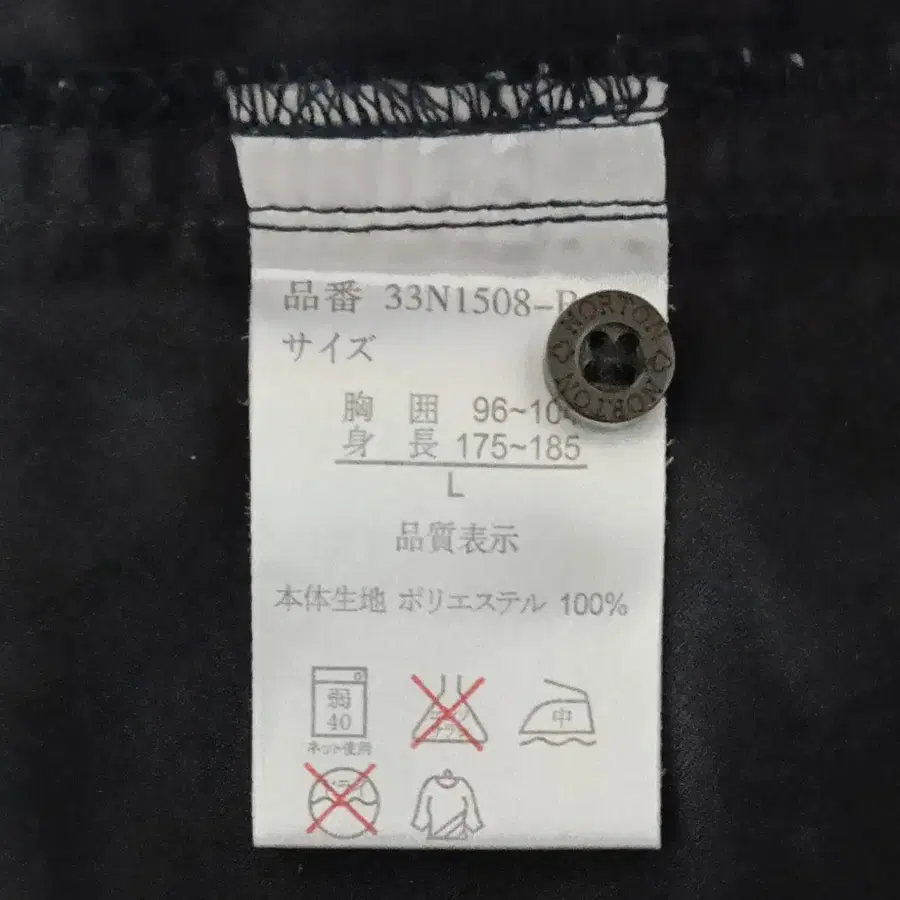 品番 33N1508-
サイズ
NORTON
NORTON
胸 囲 96~10
身 長 175~185
L
品質表示
本体生地 ポリエステル 100%
弱
40
ネット使用
中